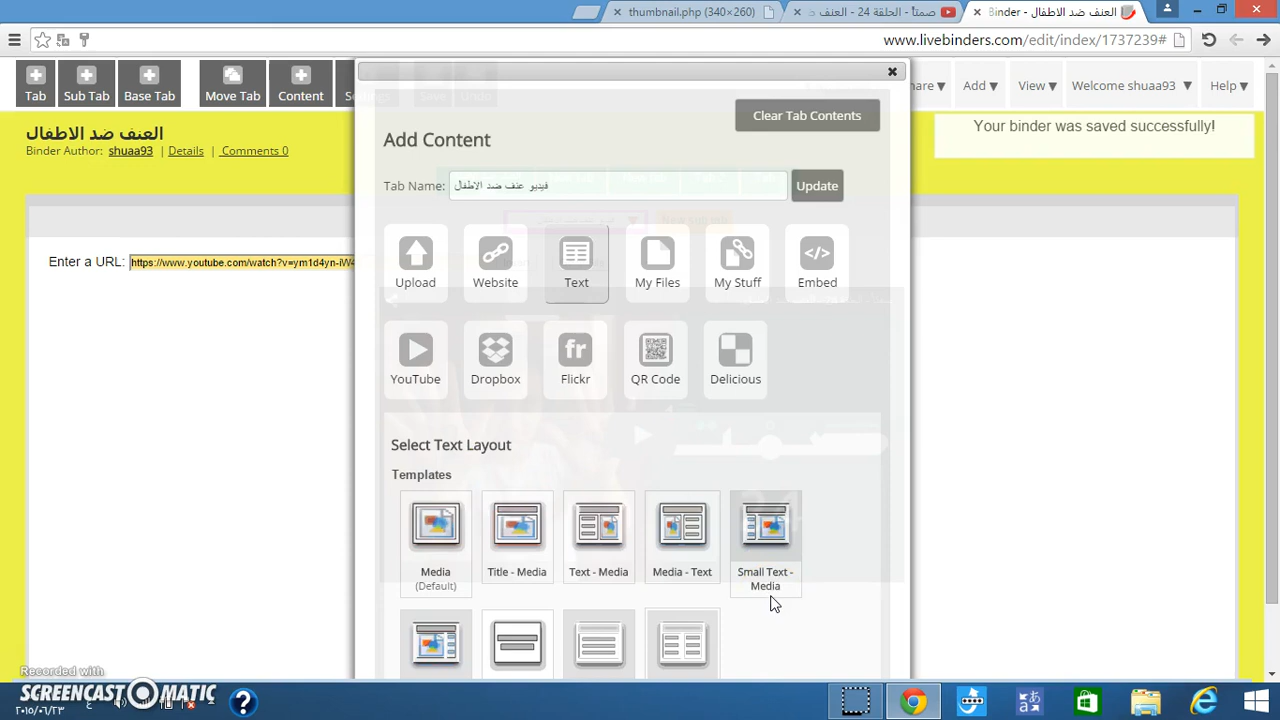 thumbnail.php (340×260)
صمتاً - الحلقة 24 - العنف
العنف ضد الاطفال - Binder
www.livebinders.com/edit/index/1737239#
Tab
Sub Tab
Base Tab
Move Tab
Content
Add
View
Welcome shuaa93
Help
العنف ضد الاطفال
Binder Author: shuaa93 | Details | Comments 0
Your binder was saved successfully!
Clear Tab Contents
Add Content
Tab Name: فيديو عنف ضد الاطفال
Update
Enter a URL: https://www.youtube.com/watch?v=ym1d4yn-iW4
Upload
Website
Text
My Files
My Stuff
Embed
YouTube
Dropbox
Flickr
QR Code
Delicious
Select Text Layout
Templates
Media
(Default)
Title - Media
Text - Media
Media - Text
Small Text -
Media
Recorded with
SCREENCAST-O-MATIC
٢٠١٥/٠٦/٢٣